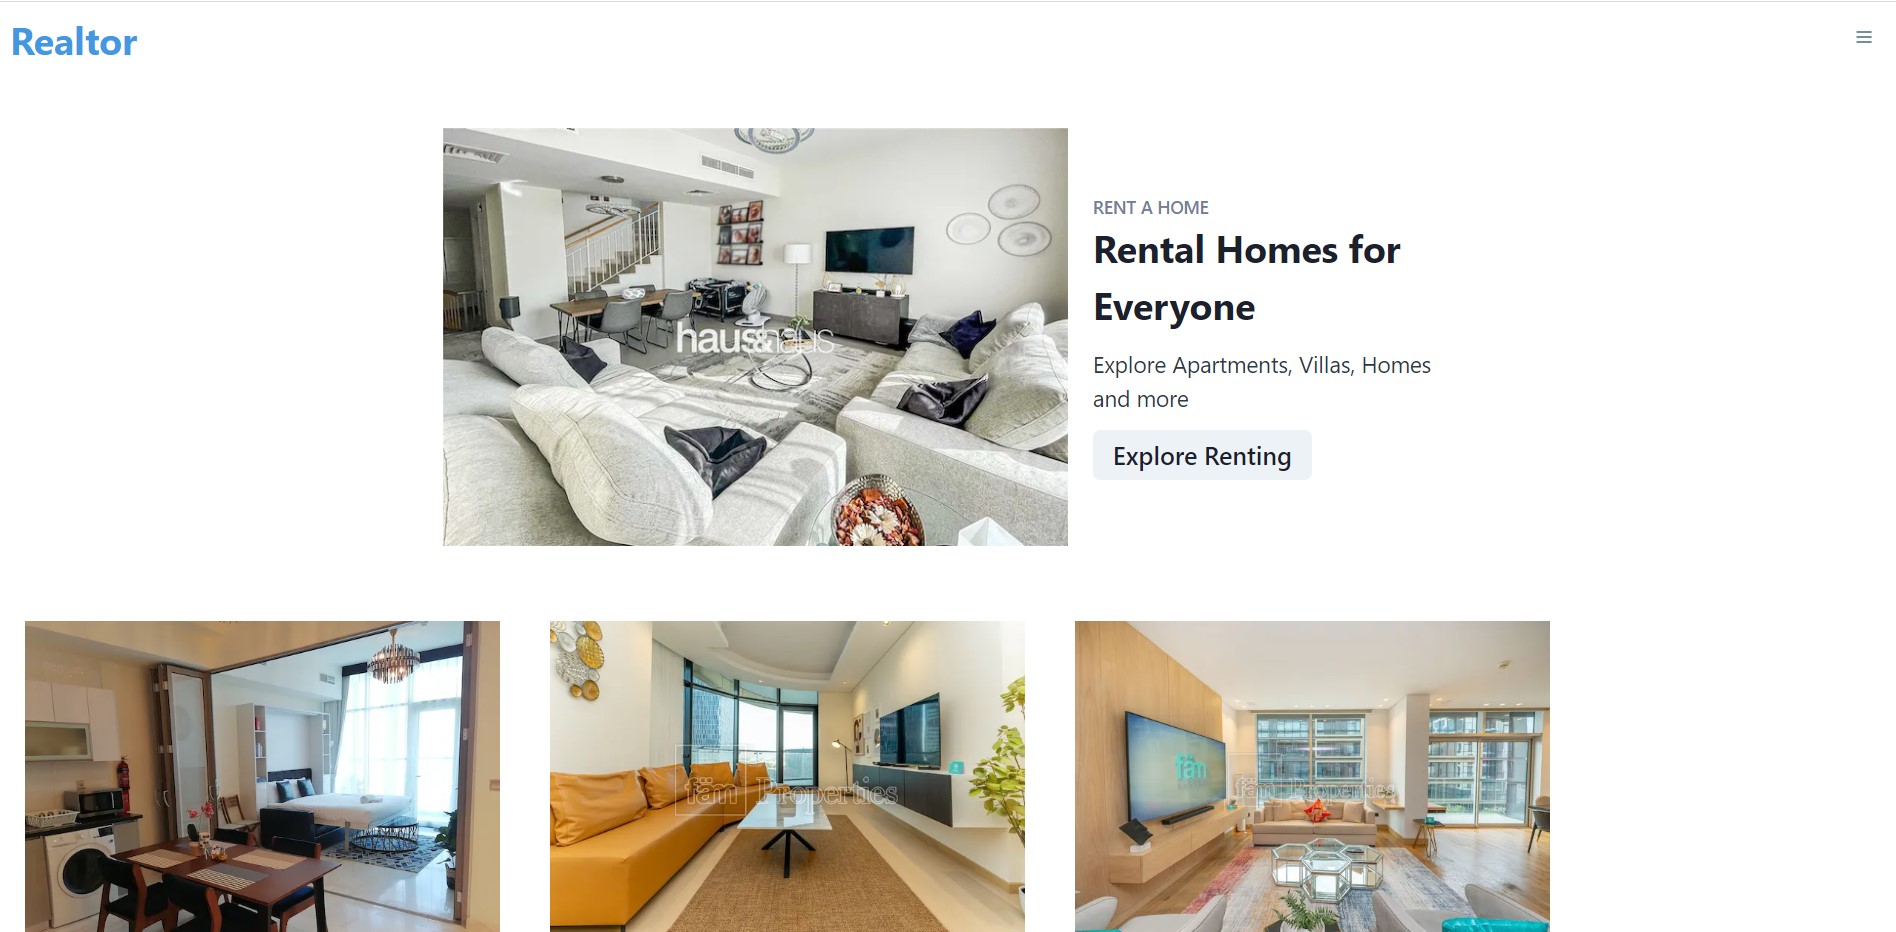 Realtor
haus&haus
RENT A HOME
Rental Homes for
Everyone
Explore Apartments, Villas, Homes
and more
Explore Renting
fäm Properties
fäm
fäm Properties